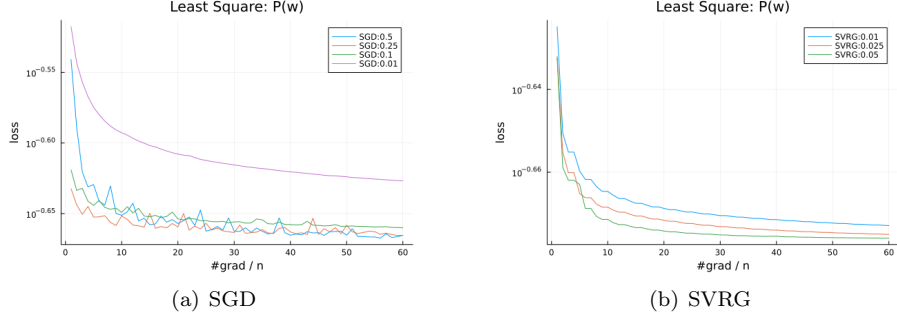 Least Square: P(w)
SGD:0.5
SGD:0.25
SGD:0.1
SGD:0.01
10^-0.55
10^-0.60
10^-0.65
loss
0 10 20 30 40 50 60
#grad / n
(a) SGD
Least Square: P(w)
SVRG:0.01
SVRG:0.025
SVRG:0.05
10^-0.64
10^-0.66
loss
0 10 20 30 40 50 60
#grad / n
(b) SVRG